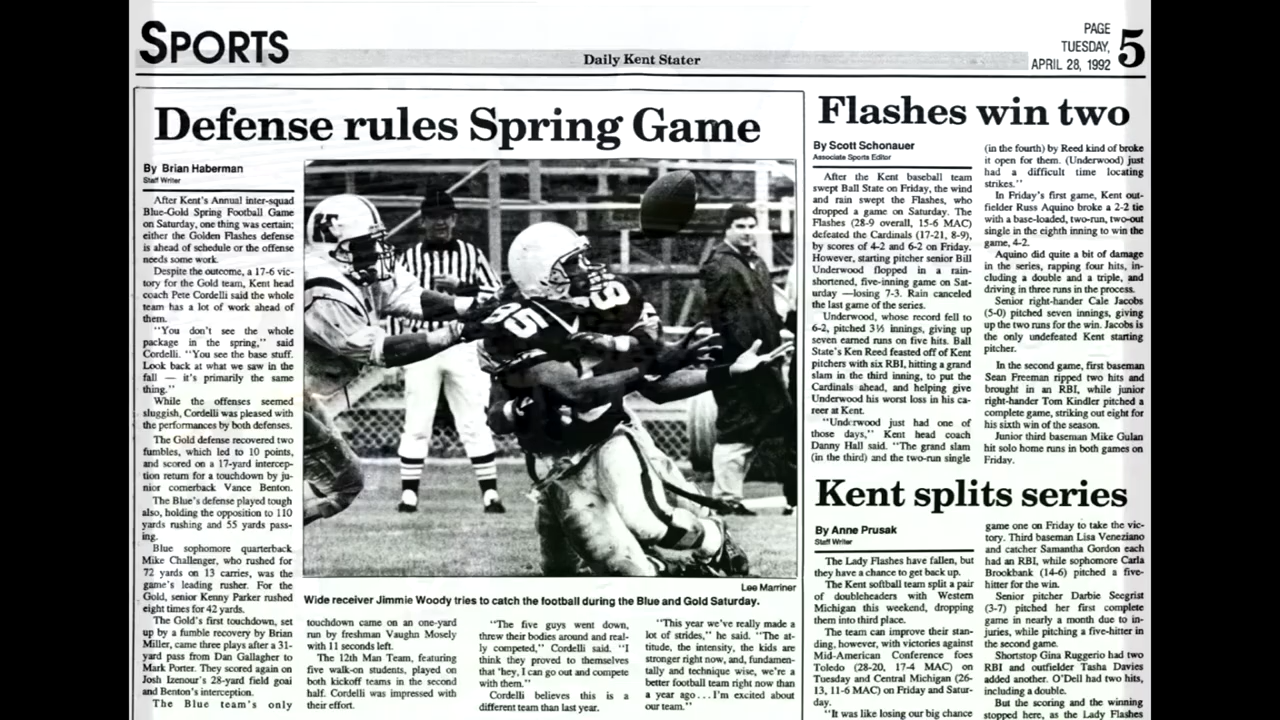 SPORTS
Daily Kent Stater
PAGE
TUESDAY,
APRIL 28, 1992
5
Defense rules Spring Game
By Brian Haberman
Staff Writer
After Kent's Annual inter-squad
Blue-Gold Spring Football Game
on Saturday, one thing was certain;
either the Golden Flashes defense
is ahead of schedule or the offense
needs some work.
Despite the outcome, a 17-6 vic-
tory for the Gold team, Kent head
coach Pete Cordelli said the whole
team has a lot of work ahead of
them.
"You don't see the whole
package in the spring," said
Cordelli. "You see the base stuff.
Look back at what we saw in the
fall — it's primarily the same
thing."
While the offenses seemed
sluggish, Cordelli was pleased with
the performances by both defenses.
The Gold defense recovered two
fumbles, which led to 10 points,
and scored on a 17-yard intercep-
tion return for a touchdown by ju-
nior cornerback Vance Benton.
The Blue's defense played tough
also, holding the opposition to 110
yards rushing and 55 yards pass-
ing.
Blue sophomore quarterback
Mike Challenger, who rushed for
72 yards on 13 carries, was the
game's leading rusher. For the
Gold, senior Kenny Parker rushed
eight times for 42 yards.
The Gold's first touchdown, set
up by a fumble recovery by Brian
Miller, came three plays after a 31-
yard pass from Dan Gallagher to
Mark Porter. They scored again on
Josh Izenour's 28-yard field goal
and Benton's interception.
The Blue team's only
35
Lee Marriner
Wide receiver Jimmie Woody tries to catch the football during the Blue and Gold Saturday.
touchdown came on an one-yard
run by freshman Vaughn Mosely
with 11 seconds left.
The 12th Man Team, featuring
five walk-on students, played on
both kickoff teams in the second
half. Cordelli was impressed with
their effort.
"The five guys went down,
threw their bodies around and real-
ly competed," Cordelli said. "I
think they proved to themselves
that 'hey, I can go out and compete
with them."
Cordelli believes this is a
different team than last year.
"This year we've really made a
lot of strides," he said. "The at-
titude, the intensity, the kids are
stronger right now, and, fundamen-
tally and technique wise, we're a
better football team right now than
a year ago . . . I'm excited about
our team."
Flashes win two
By Scott Schonauer
Associate Sports Editor
After the Kent baseball team
swept Ball State on Friday, the wind
and rain swept the Flashes, who
dropped a game on Saturday. The
Flashes (28-9 overall, 15-6 MAC)
defeated the Cardinals (17-21, 8-9),
by scores of 4-2 and 6-2 on Friday.
However, starting pitcher senior Bill
Underwood flopped in a rain-
shortened, five-inning game on Sat-
urday —losing 7-3. Rain canceled
the last game of the series.
Underwood, whose record fell to
6-2, pitched 3½ innings, giving up
seven earned runs on five hits. Ball
State's Ken Reed feasted off of Kent
pitchers with six RBI, hitting a grand
slam in the third inning, to put the
Cardinals ahead, and helping give
Underwood his worst loss in his ca-
reer at Kent.
"Underwood just had one of
those days," Kent head coach
Danny Hall said. "The grand slam
(in the third) and the two-run single
(in the fourth) by Reed kind of broke
it open for them. (Underwood) just
had a difficult time locating
strikes."
In Friday's first game, Kent out-
fielder Russ Aquino broke a 2-2 tie
with a base-loaded, two-run, two-out
single in the eighth inning to win the
game, 4-2.
Aquino did quite a bit of damage
in the series, rapping four hits, in-
cluding a double and a triple, and
driving in three runs in the process.
Senior right-hander Cale Jacobs
(5-0) pitched seven innings, giving
up the two runs for the win. Jacobs is
the only undefeated Kent starting
pitcher.
In the second game, first baseman
Sean Freeman ripped two hits and
brought in an RBI, while junior
right-hander Tom Kindler pitched a
complete game, striking out eight for
his sixth win of the season.
Junior third baseman Mike Gulan
hit solo home runs in both games on
Friday.
Kent splits series
By Anne Prusak
Staff Writer
The Lady Flashes have fallen, but
they have a chance to get back up.
The Kent softball team split a pair
of doubleheaders with Western
Michigan this weekend, dropping
them into third place.
The team can improve their stan-
ding, however, with victories against
Mid-American Conference foes
Toledo (28-20, 17-4 MAC) on
Tuesday and Central Michigan (26-
13, 11-6 MAC) on Friday and Satur-
day.
"It was like losing our big chance
game one on Friday to take the vic-
tory. Third baseman Lisa Veneziano
and catcher Samantha Gordon each
had an RBI, while sophomore Carla
Brookbank (14-6) pitched a five-
hitter for the win.
Senior pitcher Darbie Seegrist
(3-7) pitched her first complete
game in nearly a month due to in-
juries, while pitching a five-hitter in
the second game.
Shortstop Gina Ruggerio had two
RBI and outfielder Tasha Davies
added another. O'Dell had two hits,
including a double.
But the scoring and the winning
stopped here, as the Lady Flashes